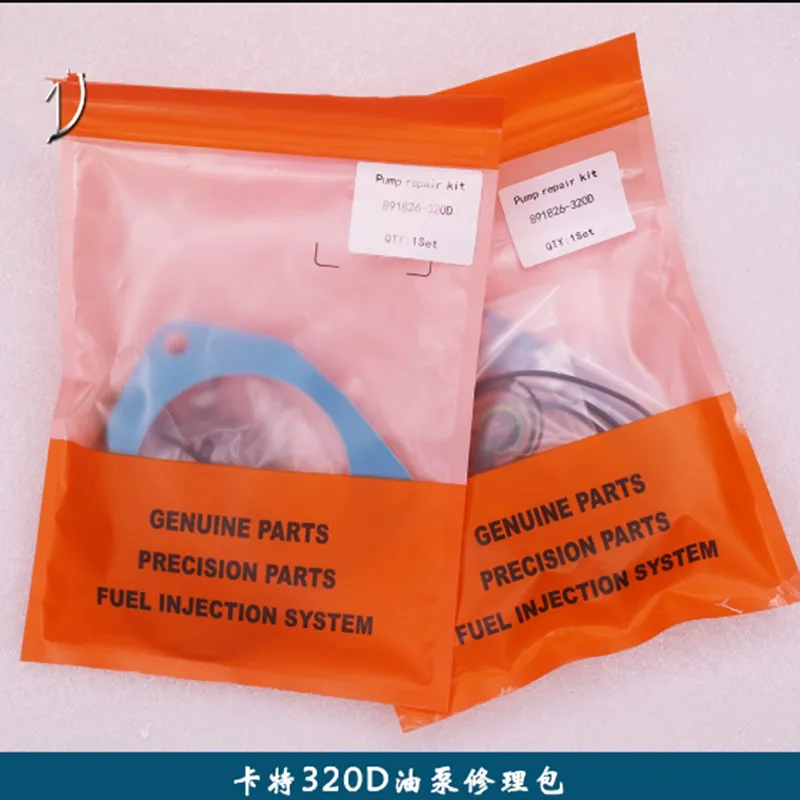 Pump repair kit
891826-320D
QTY:1Set
Pump repair kit
891826-320D
QTY:1Set
GENUINE PARTS
PRECISION PARTS
FUEL INJECTION SYSTEM
GENUINE PARTS
PRECISION PARTS
FUEL INJECTION SYSTEM
卡特320D油泵修理包